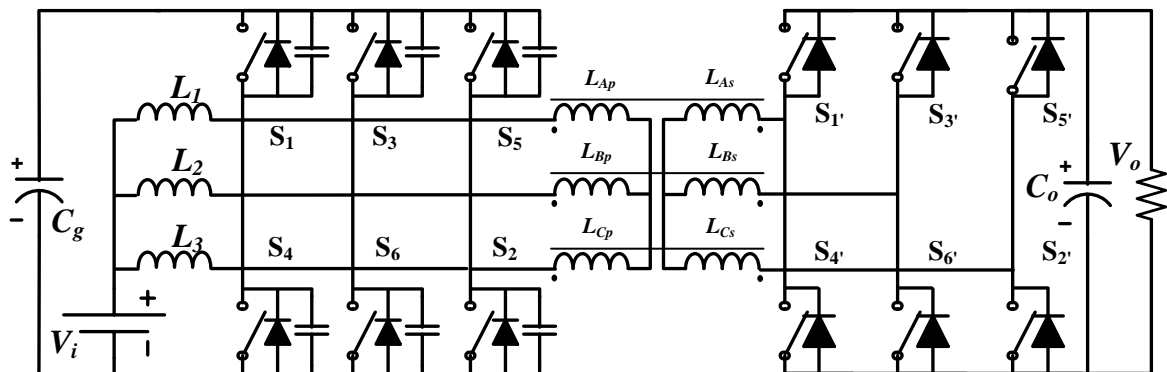 L1
LAp LAs
S1 S3 S5 S1' S3' S5'
+ L2 LBp LBs + Vo
− Cg Co
L3 LCp LCs −
S4 S6 S2 S4' S6' S2'
+
Vi −